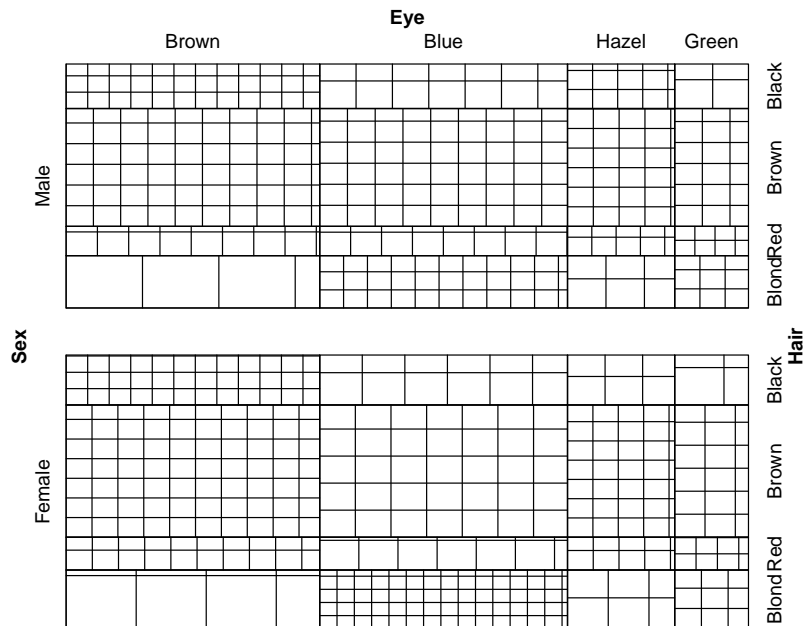 Eye
Brown Blue Hazel Green
Sex
Male
Female
Black
Brown
Red
Blond
Black
Brown
Red
Blond
Hair